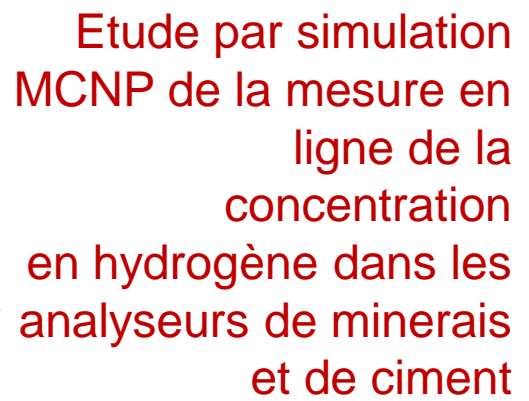 Etude par simulation
MCNP de la mesure en
ligne de la
concentration
en hydrogène dans les
analyseurs de minerais
et de ciment